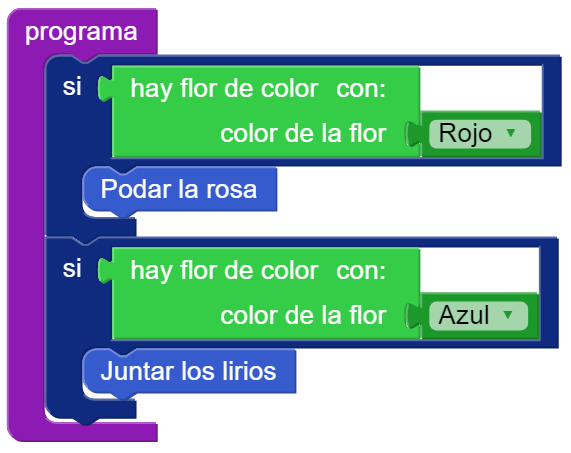 programa
si hay flor de color con:
color de la flor Rojo
Podar la rosa
si hay flor de color con:
color de la flor Azul
Juntar los lirios